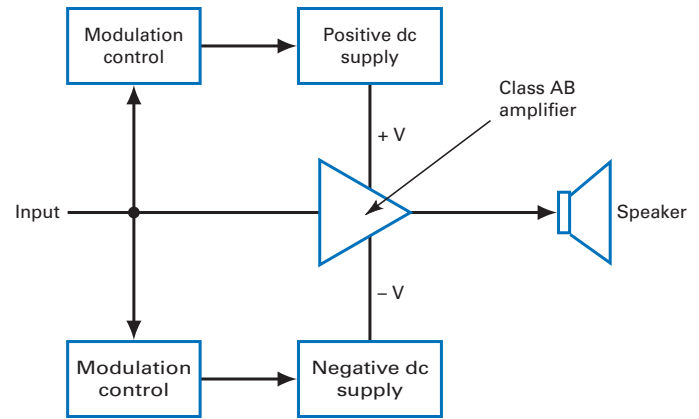 Modulation
control
Positive dc
supply
Class AB
amplifier
+ V
Input
Speaker
– V
Modulation
control
Negative dc
supply